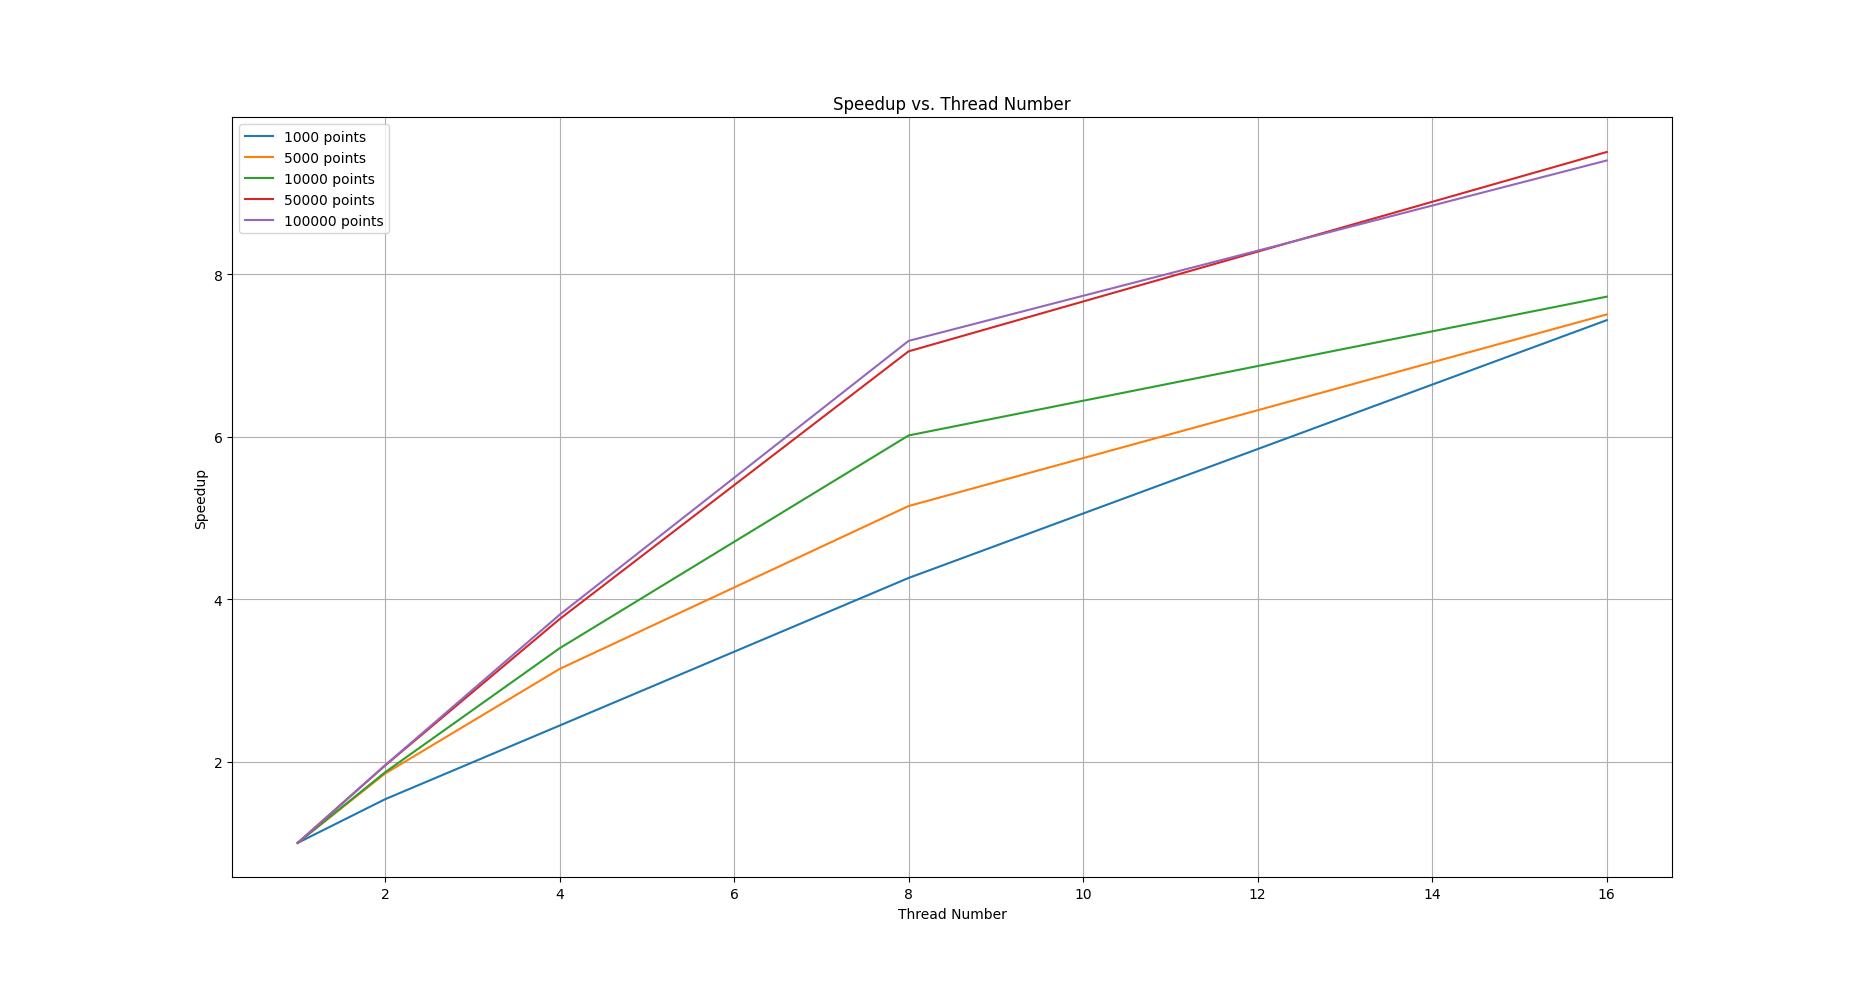 Speedup vs. Thread Number
1000 points
5000 points
10000 points
50000 points
100000 points
8
6
4
2
Speedup
2 4 6 8 10 12 14 16
Thread Number